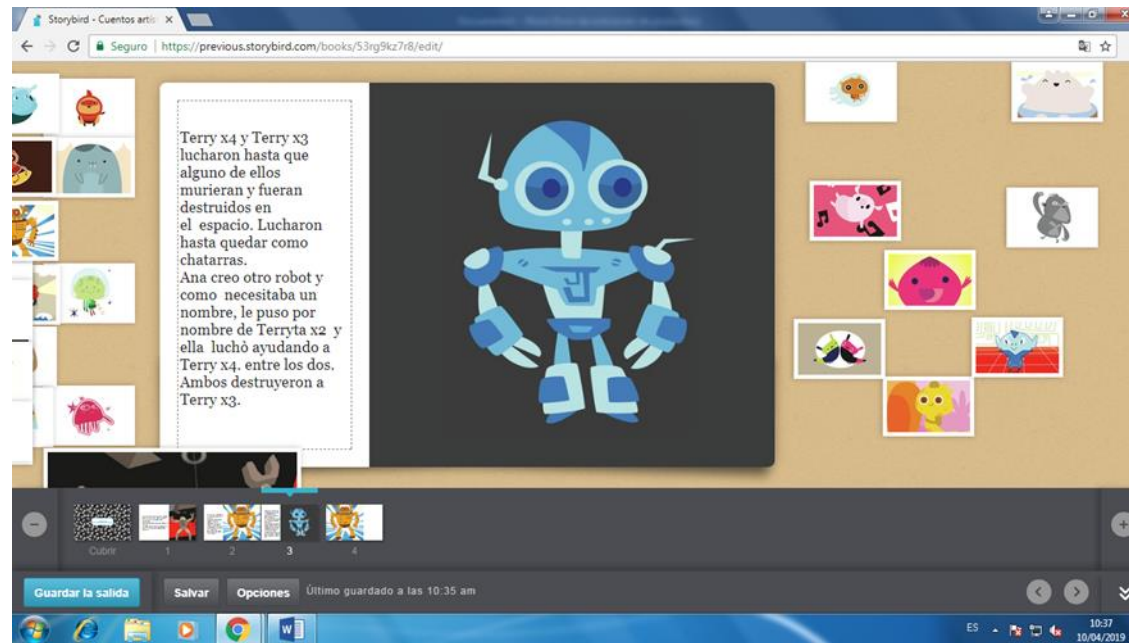 Storybird - Cuentos artís
Seguro | https://previous.storybird.com/books/53rg9kz7r8/edit/
Terry x4 y Terry x3
lucharon hasta que
alguno de ellos
murieran y fueran
destruidos en
el  espacio. Lucharon
hasta quedar como
chatarras.
Ana creo otro robot y
como  necesitaba un
nombre, le puso por
nombre de Terryta x2  y
ella  luchò ayudando a
Terry x4. entre los dos.
Ambos destruyeron a
Terry x3.
Cubrir 1 2 3 4
Guardar la salida Salvar Opciones Último guardado a las 10:35 am
ES 10:37
10/04/2019